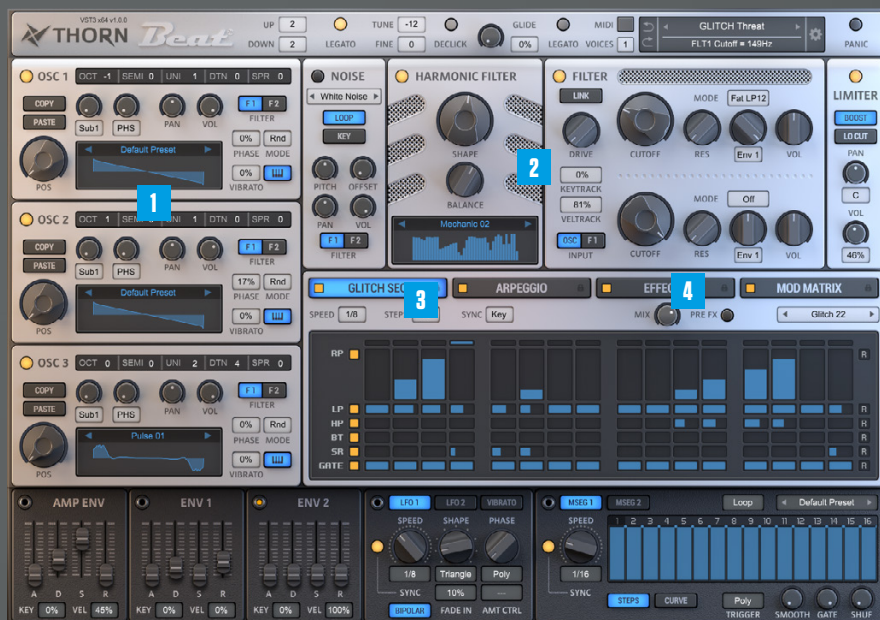 VST3 x64 v1.0.0
THORN Beat
UP 2
DOWN 2
LEGATO
TUNE -12
FINE 0
DECLICK
GLIDE
0%
LEGATO
MIDI
VOICES 1
GLITCH Threat
FLT1 Cutoff = 149Hz
PANIC
OSC 1
OCT -1 SEMI 0 UNI 1 DTN 0 SPR 0
COPY
PASTE
Sub1
PHS
PAN
VOL
F1 F2
FILTER
0% Rnd
PHASE MODE
0%
VIBRATO
Default Preset
POS
1
OSC 2
OCT 1 UNI 1 DTN 0 SPR 0
COPY
PASTE
Sub1
PHS
PAN
VOL
F1 F2
FILTER
17% Rnd
PHASE MODE
0%
VIBRATO
Default Preset
POS
OSC 3
OCT 0 SEMI 0 UNI 2 DTN 4 SPR 0
COPY
PASTE
Sub1
PHS
PAN
VOL
F1 F2
FILTER
0% Rnd
PHASE MODE
0%
VIBRATO
Pulse 01
POS
NOISE
White Noise
LOOP
KEY
PITCH OFFSET
PAN VOL
F1 F2
FILTER
HARMONIC FILTER
SHAPE
BALANCE
Mechanic 02
2
FILTER
LINK
DRIVE
0%
KEYTRACK
81%
VELTRACK
OSC F1
INPUT
MODE Fat LP12
CUTOFF RES Env 1 VOL
MODE Off
CUTOFF RES Env 1 VOL
LIMITER
BOOST
LO CUT
PAN
C
VOL
46%
GLITCH
3
ARPEGGIO
4
MOD MATRIX
SPEED 1/8
SYNC Key
MIX
PRE FX
Glitch 22
RP R
LP R
HP R
BT R
SR R
GATE R
AMP ENV
A D S R
KEY 0% VEL 45%
ENV 1
A D S R
KEY 0% VEL 0%
ENV 2
A D S R
KEY 0% VEL 100%
LFO 1 LFO 2 VIBRATO
SPEED SHAPE PHASE
1/8 Triangle Poly
SYNC 10% ---
BIPOLAR FADE IN AMT CTRL
MSEG 1 MSEG 2
Loop
Default Preset
SPEED
1/16
SYNC
1 2 3 4 5 6 7 8 9 10 11 12 13 14 15 16
STEPS CURVE
Poly
TRIGGER SMOOTH GATE SHUF